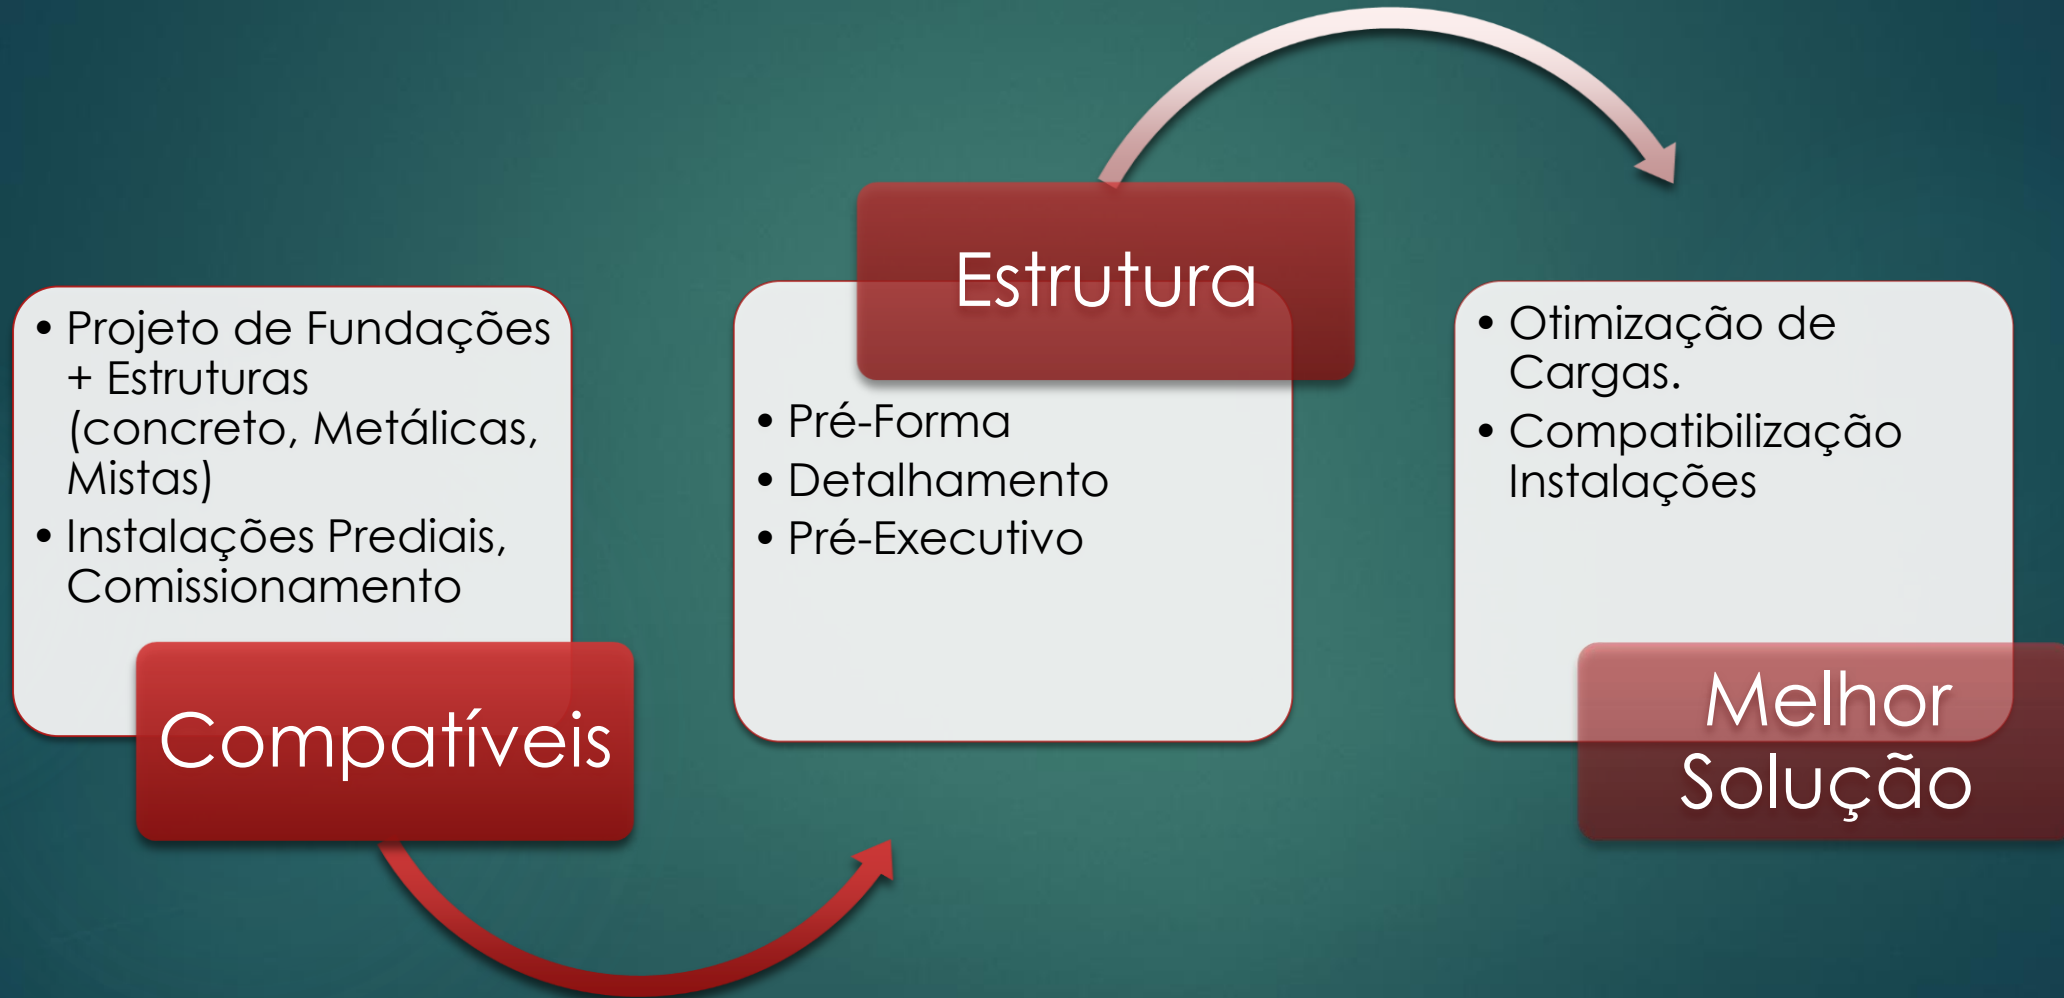 • Projeto de Fundações
+ Estruturas
(concreto, Metálicas,
Mistas)
• Instalações Prediais,
Comissionamento
Compatíveis
Estrutura
• Pré-Forma
• Detalhamento
• Pré-Executivo
• Otimização de
Cargas.
• Compatibilização
Instalações
Melhor
Solução